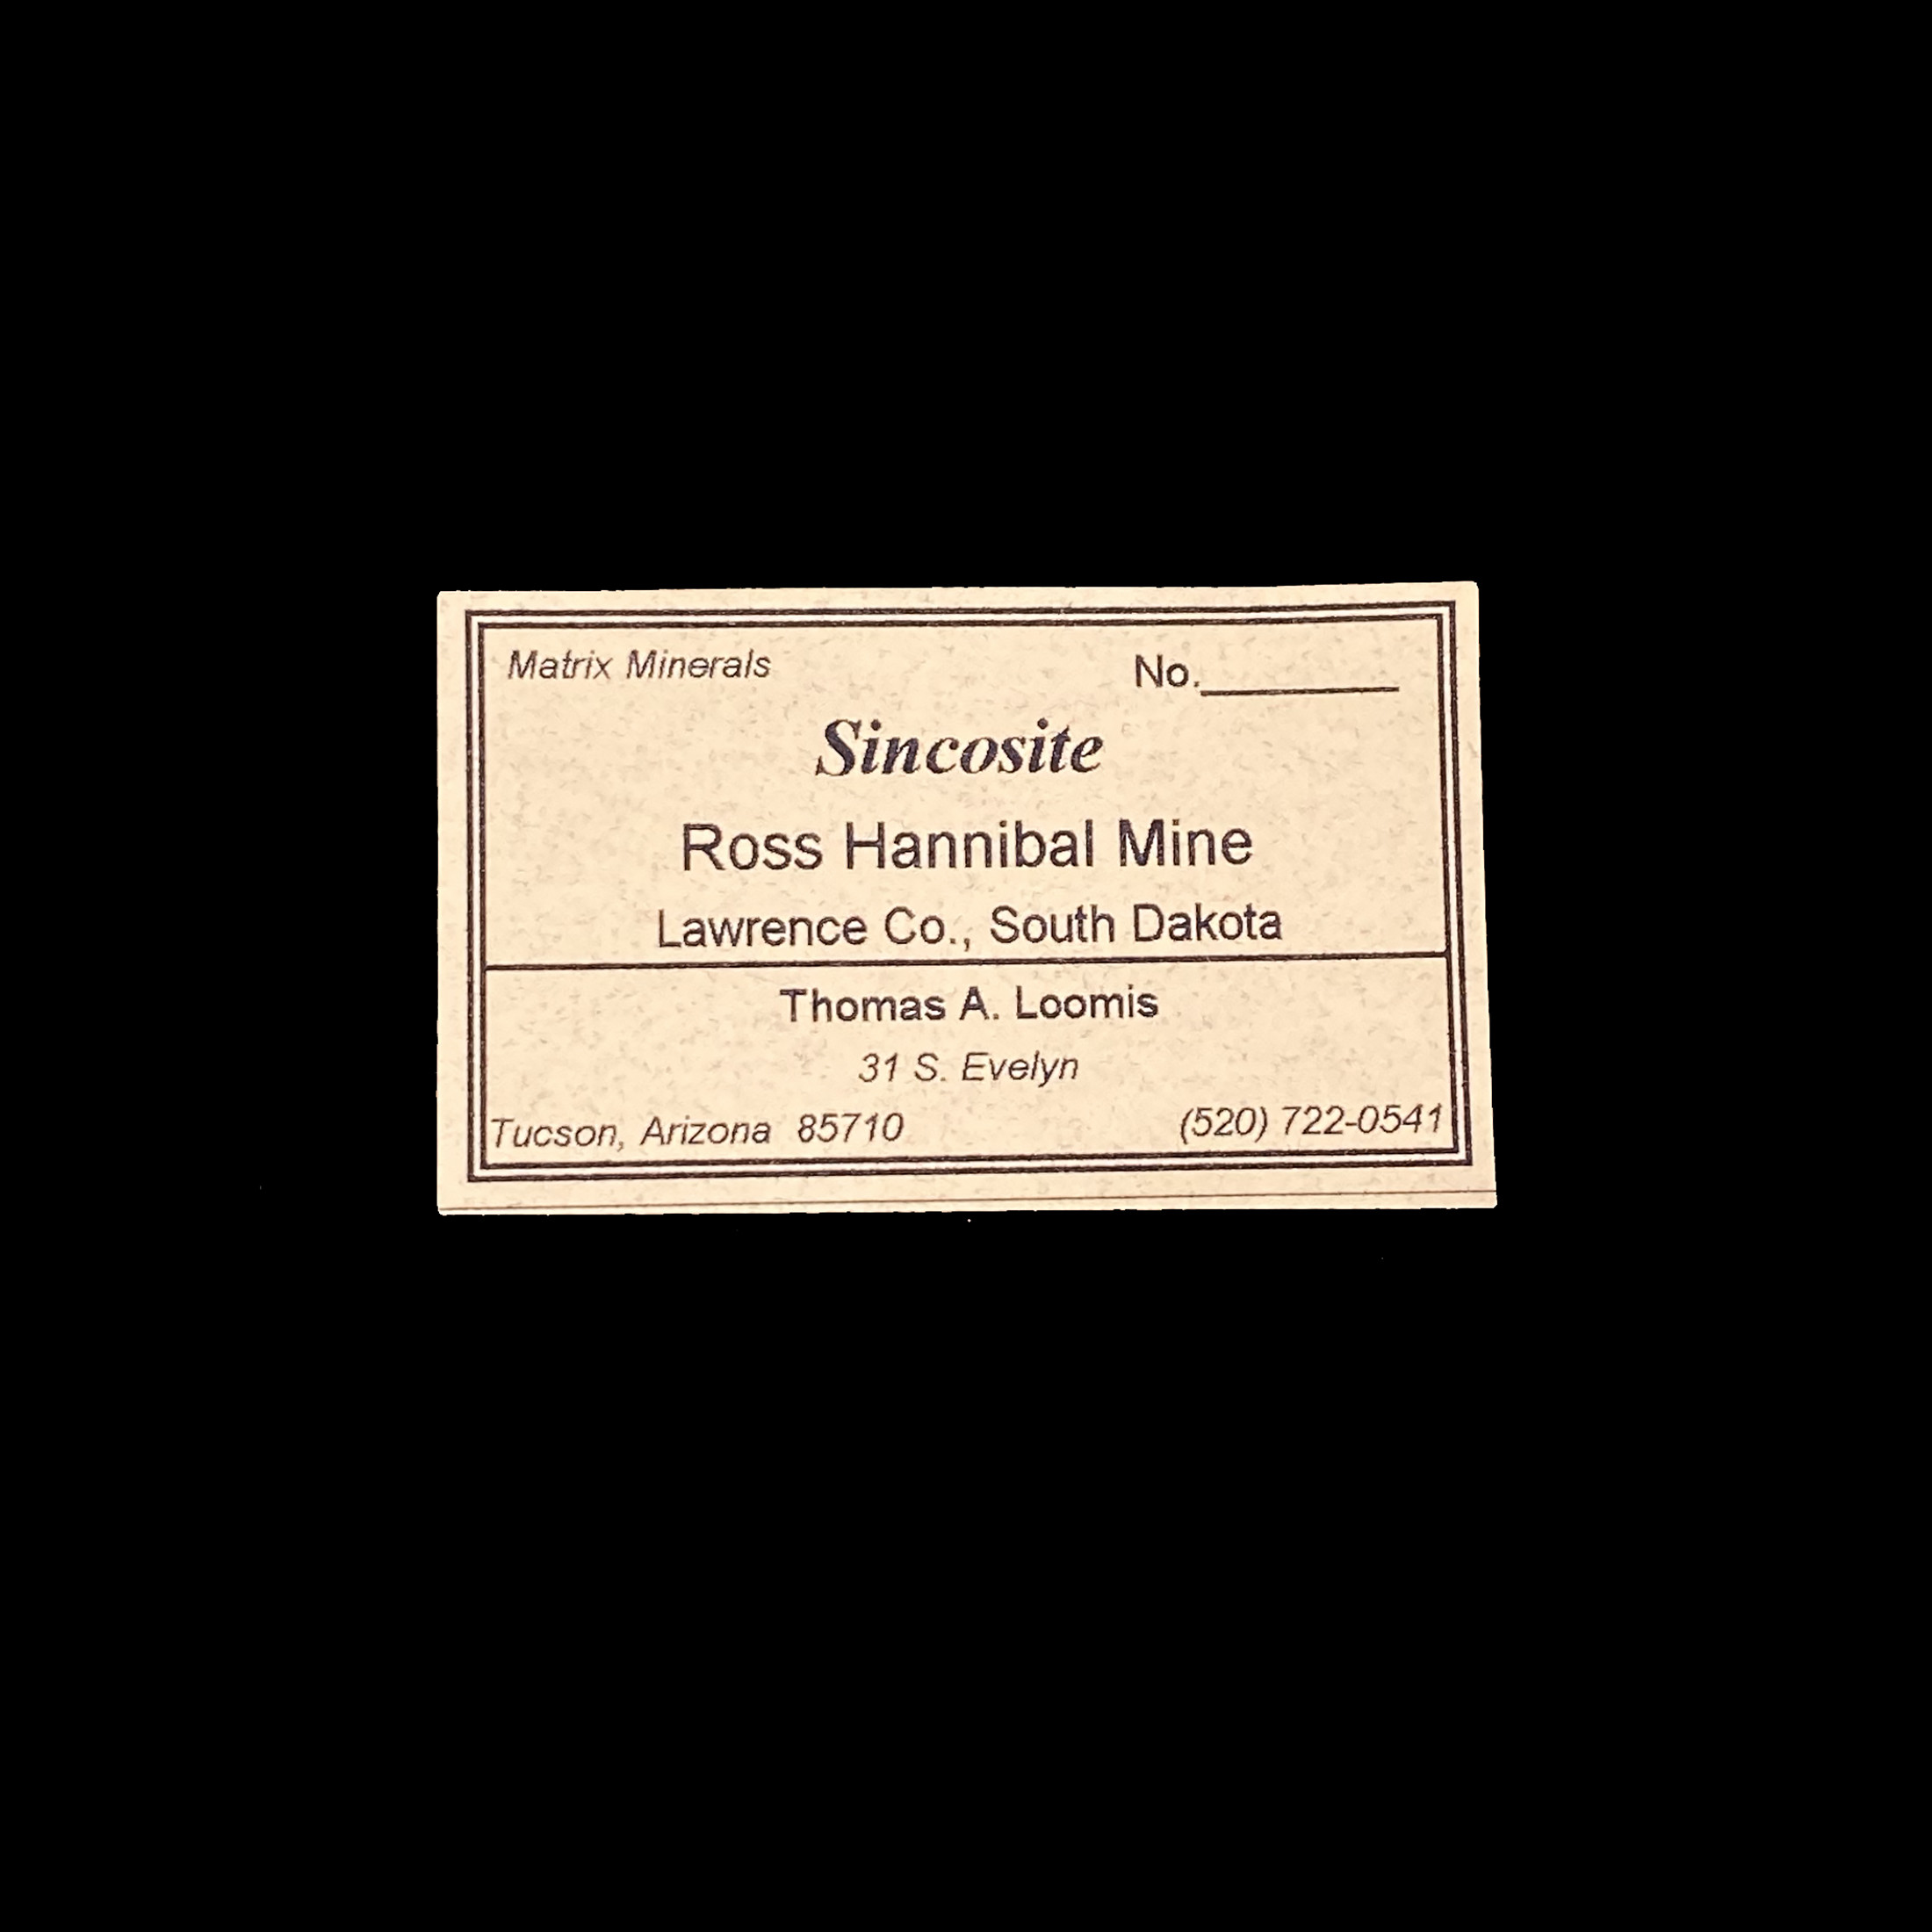 Matrix Minerals No.________
Sincosite
Ross Hannibal Mine
Lawrence Co., South Dakota
Thomas A. Loomis
31 S. Evelyn
Tucson, Arizona 85710 (520) 722-0541